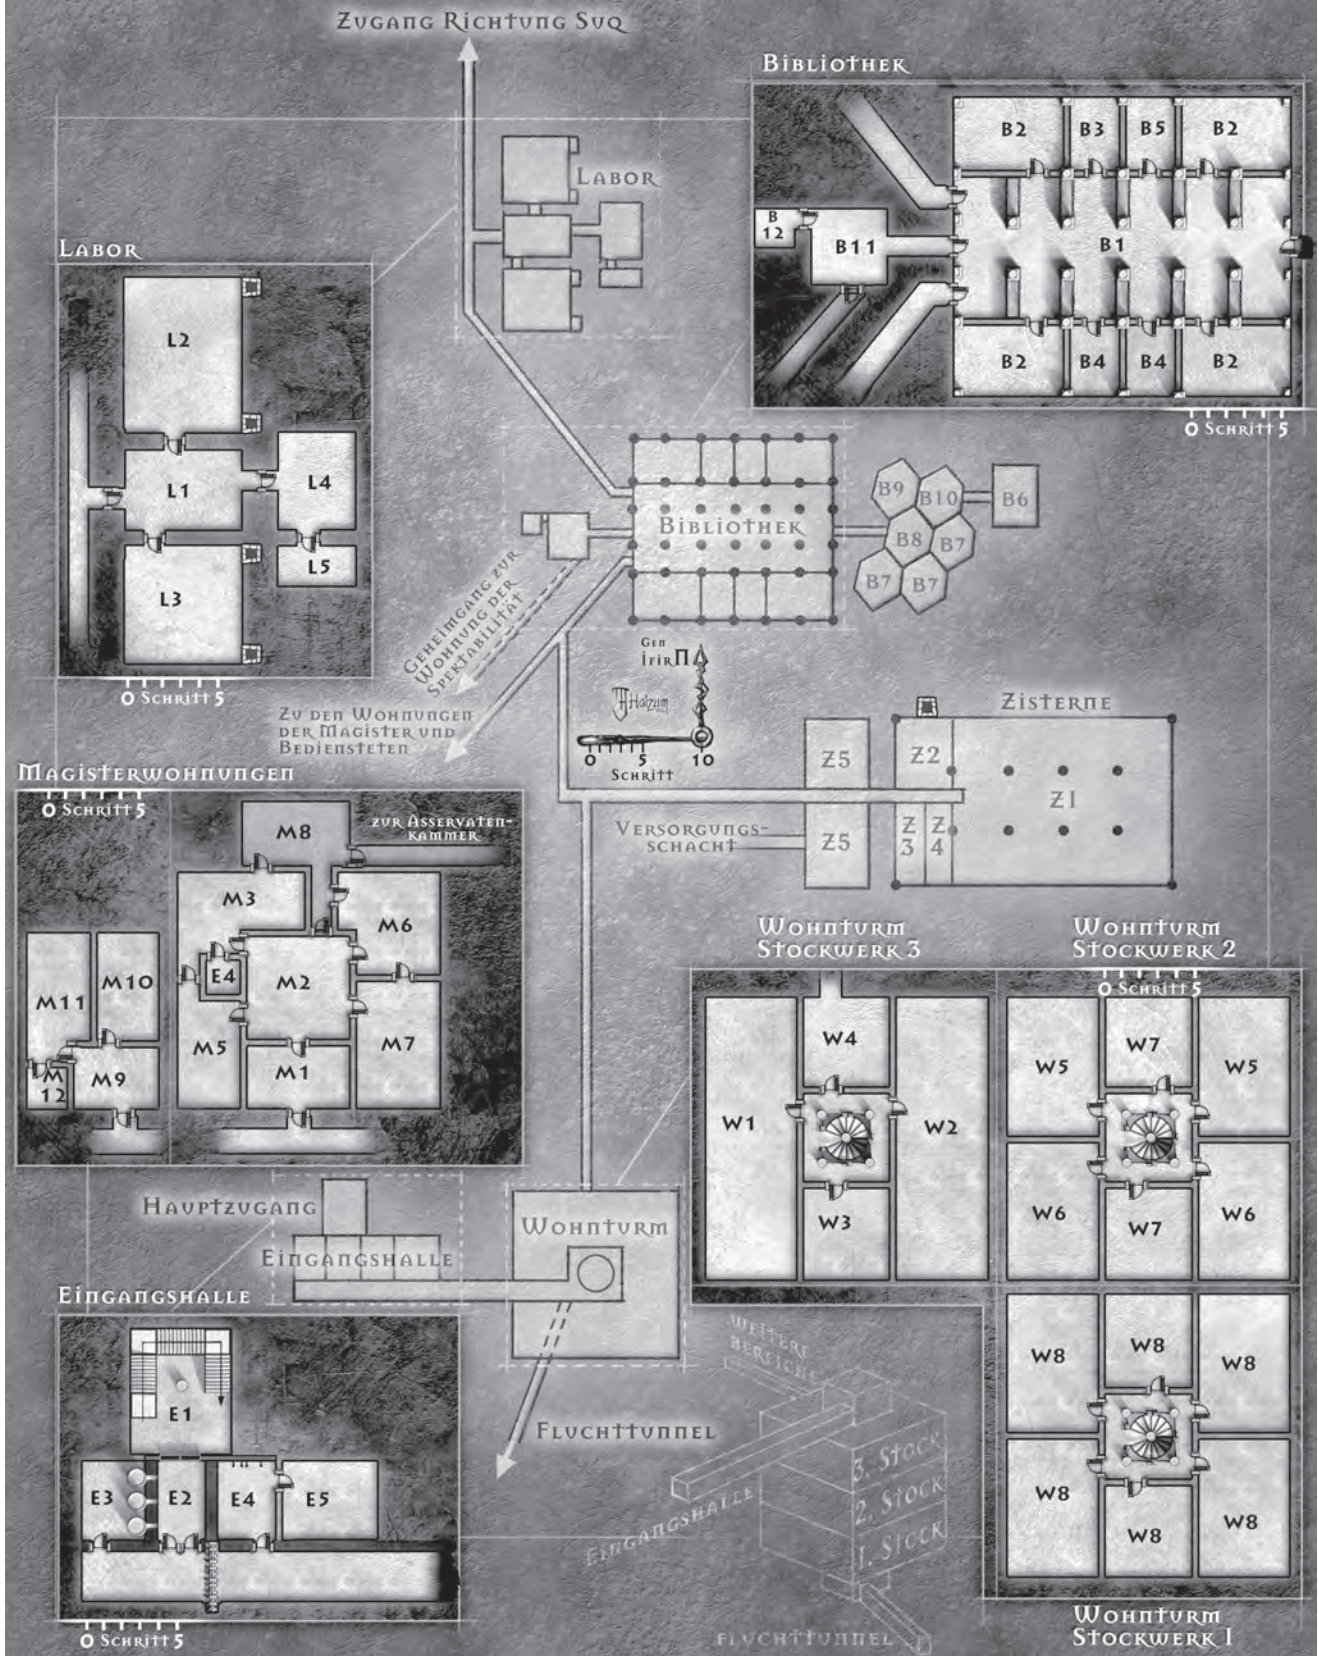 Zugang Richtung Suq
Bibliothek
B2
B3
B5
B2
B
12
B11
B1
B2
B4
B4
B2
0 Schritt 5
Labor
Labor
L2
L1
L4
L3
L5
0 Schritt 5
Bibliothek
B9
B10
B6
B8
B7
B7
B7
Geheimgang zur
Wohnung der
Spektabilität
Zu den Wohnungen
der Magister und
Bediensteten
Gen
Ifirn
Halzum
0 5 10
Schritt
Zisterne
Z5
Z2
Z1
Z5
Z
3
Z
4
Versorgungs-
schacht
Magisterwohnungen
0 Schritt 5
M8
zur Asservaten-
kammer
M3
M6
E4
M2
M11
M10
M5
M1
M7
M9
M
12
Wohnturm
Stockwerk 3
Wohnturm
Stockwerk 2
0 Schritt 5
W4
W1
W2
W3
W5
W7
W5
W6
W7
W6
W8
W8
W8
W8
W8
W8
Wohnturm
Stockwerk 1
Hauptzugang
Eingangshalle
Wohnturm
Fluchttunnel
Eingangshalle
E1
E3
E2
E4
E5
0 Schritt 5
Weitere
Bereiche
3. Stock
2. Stock
1. Stock
Eingangshalle
Fluchttunnel